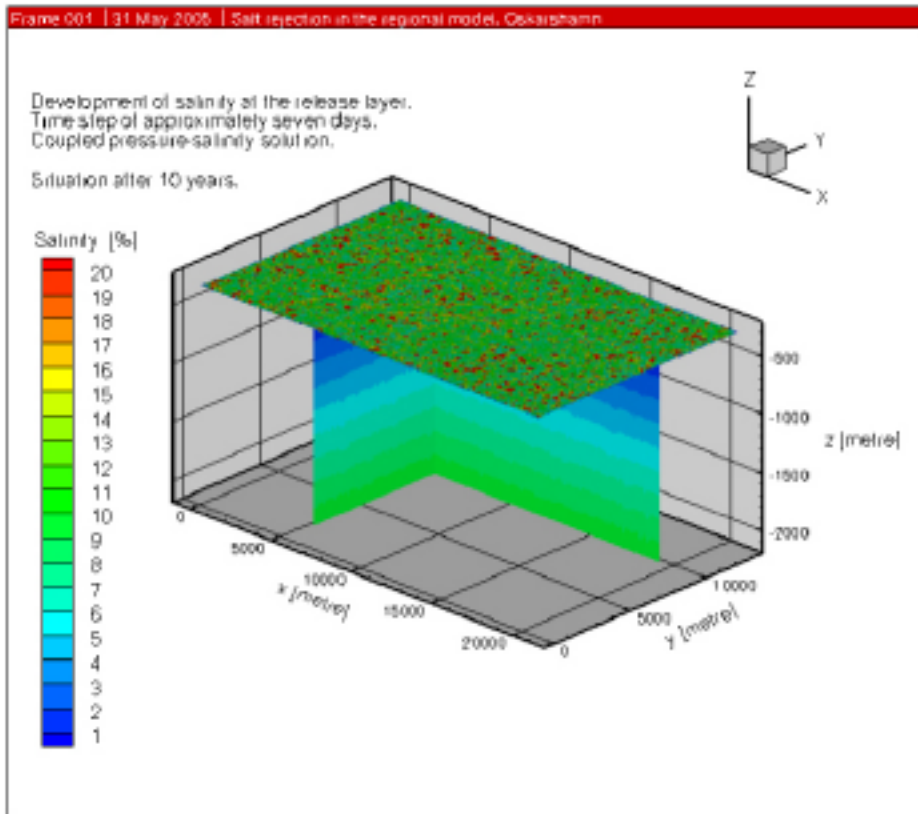 Frame 001 | 31 May 2005 | Salt rejection in the regional model, Oskarshamn
Development of salinity at the release layer.
Time step of approximately seven days.
Coupled pressure-salinity solution.
Situation after 10 years.
Z
Y
X
Salinity [%]
20
19
18
17
16
15
14
13
12
11
10
9
8
7
6
5
4
3
2
1
-500
-1000
-1500
-2000
z [metre]
0
5000
10000
15000
20000
x [metre]
0
5000
10000
y [metre]